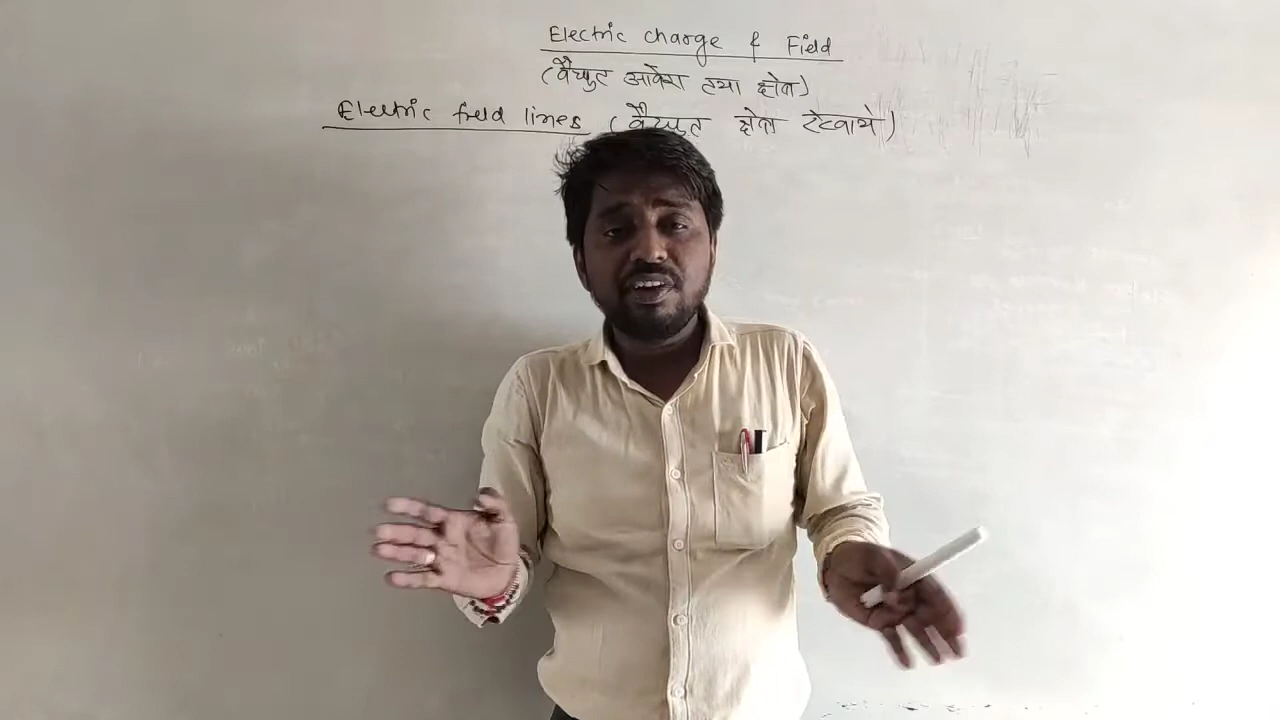 Electric charge & Field
(वैद्युत आवेश तथा क्षेत्र)
Electric field lines (वैद्युत क्षेत्र रेखाये)